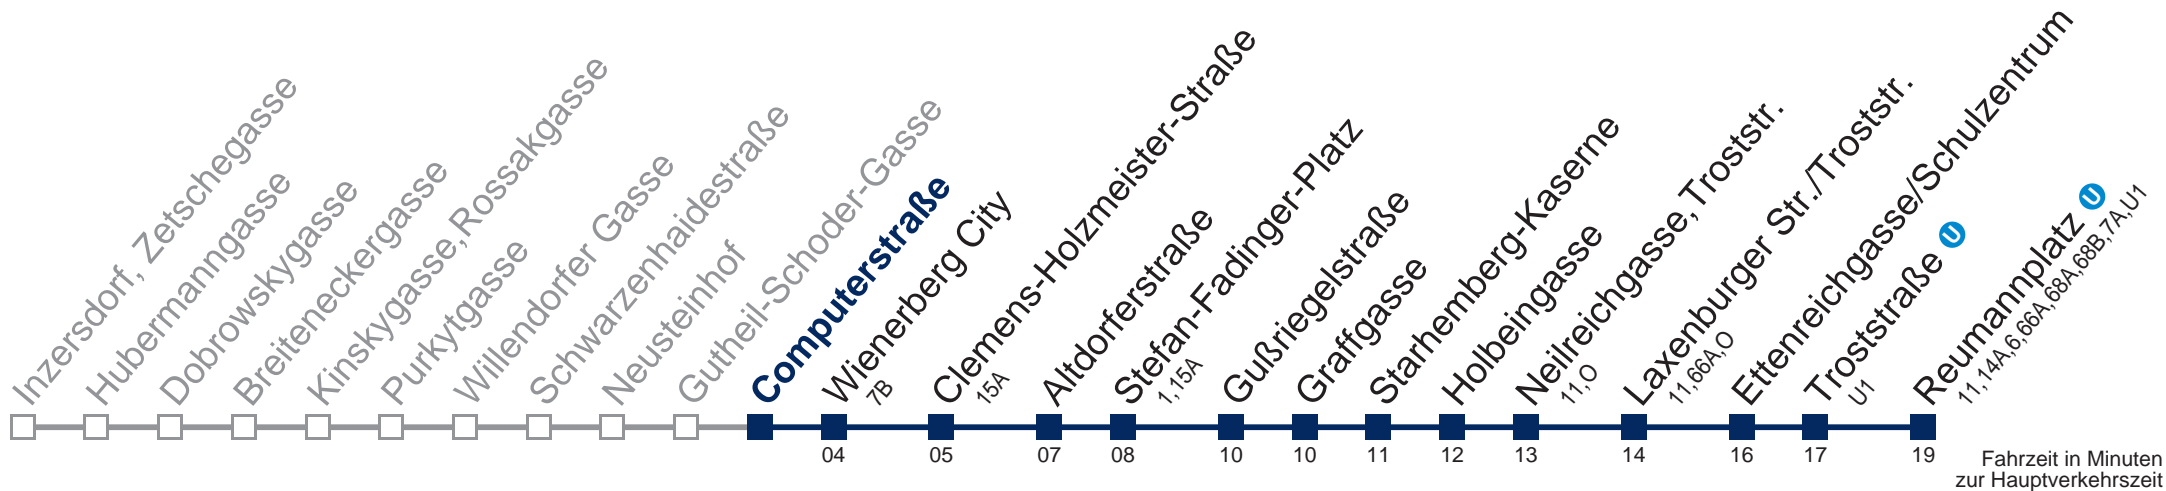 Inzersdorf, Zetschegasse
Hubermanngasse
Dobrowskygasse
Breiteneckergasse
Kinskygasse, Rossakgasse
Purkytgasse
Willendorfer Gasse
Schwarzenhaidestraße
Neusteinhof
Gutheil-Schoder-Gasse
Computerstraße
Wienerberg City
7B
Clemens-Holzmeister-Straße
15A
Altdorferstraße
Stefan-Fadinger-Platz
1,15A
Gußriegelstraße
Graffgasse
Starhemberg-Kaserne
Holbeingasse
Neilreichgasse, Troststr.
11,O
Laxenburger Str./Troststr.
11,66A,O
Ettenreichgasse/Schulzentrum
Troststraße U
U1
Reumannplatz U
11,14A,6,66A,68A,68B,7A,U1
04 05 07 08 10 10 11 12 13 14 16 17 19
Fahrzeit in Minuten
zur Hauptverkehrszeit